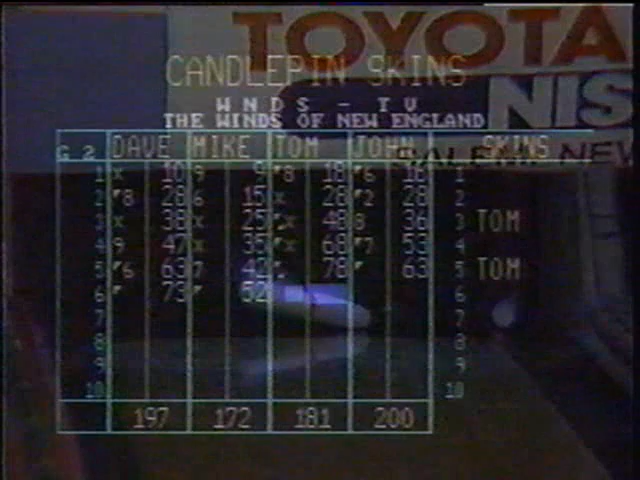 TOYOTA
CANDLEPIN SKINS
NIS
WNDS - TV
THE WINDS OF NEW ENGLAND
SALEM, NEW
G 2 DAVE MIKE TOM JOHN SKINS
1 X 10 9 9 8 18 6 16 1
2 8 28 6 15 X 28 2 28 2
3 X 38 X 25 X 48 8 36 3 TOM
4 9 47 X 35 X 68 7 53 4
5 6 63 7 42 78 63 5 TOM
6 73 52 6
7 7
8 8
9 9
10 10
197 172 181 200